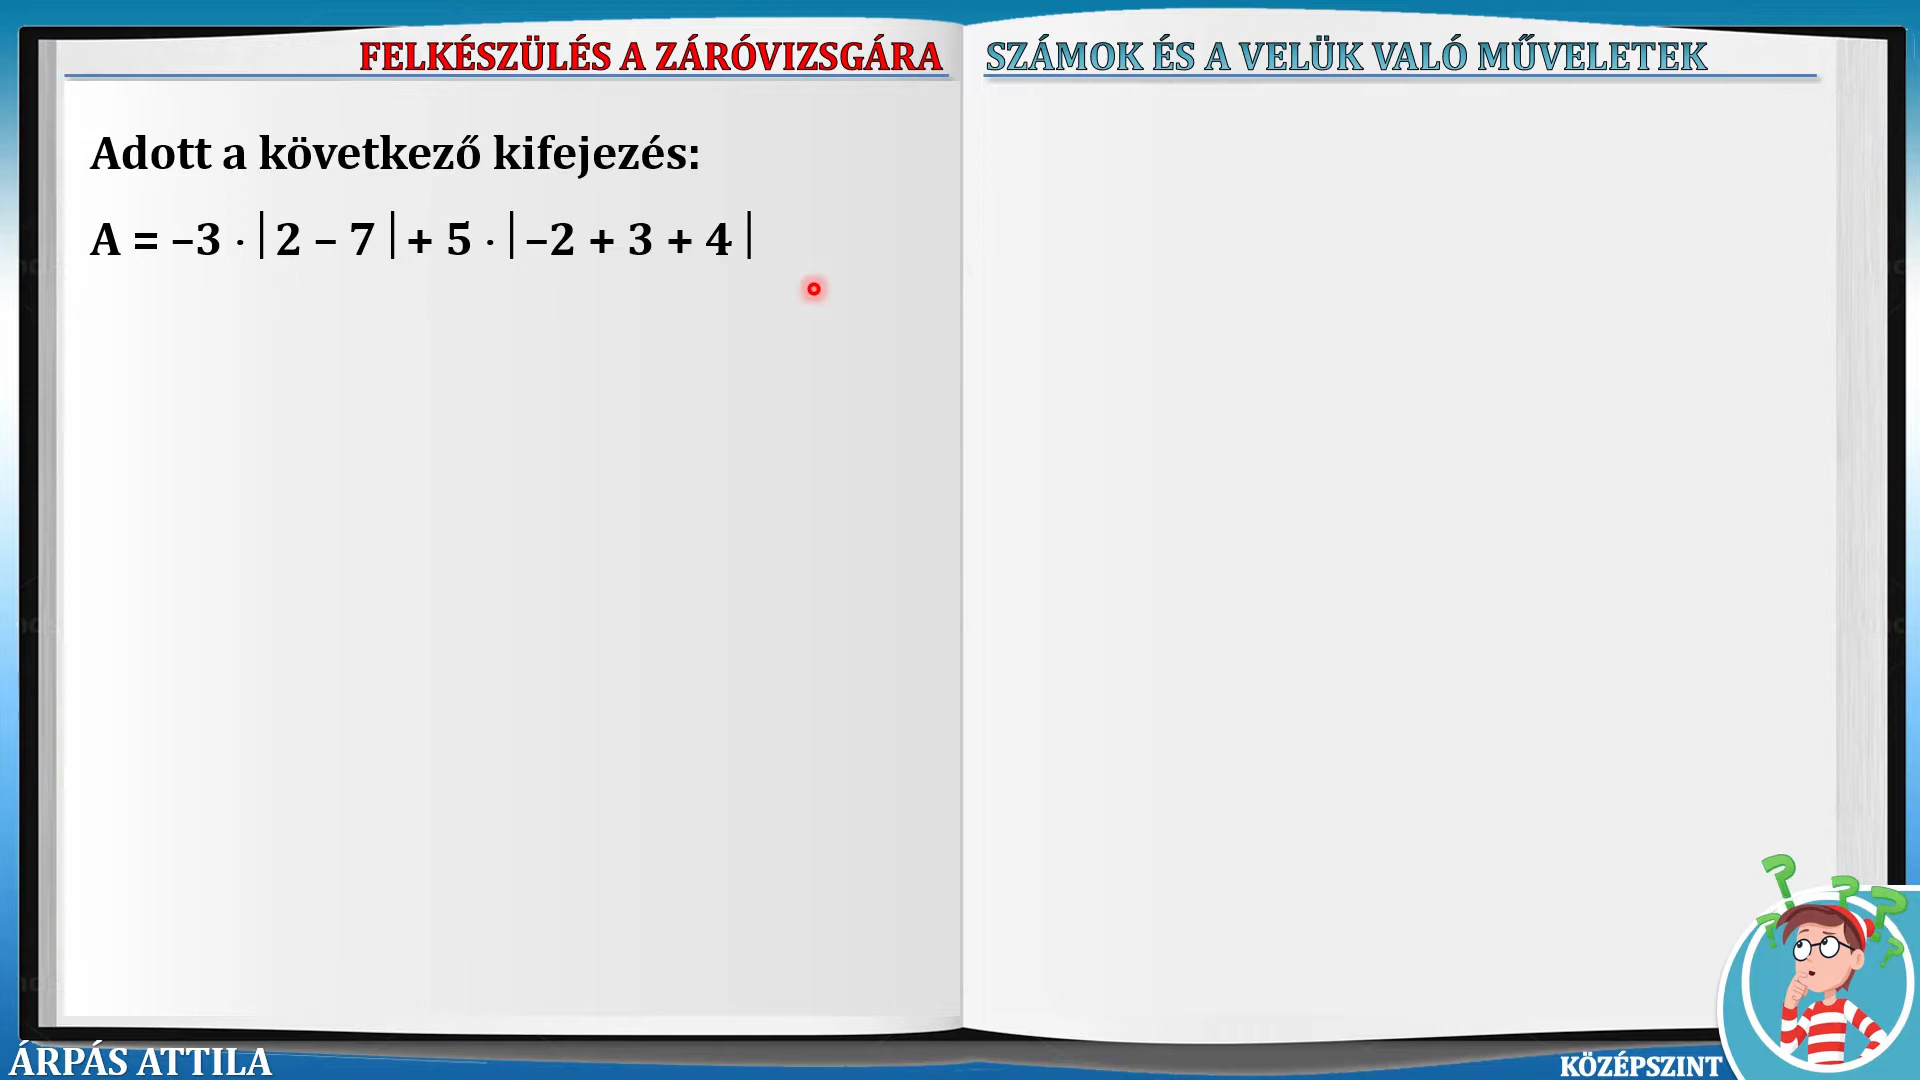 FELKÉSZÜLÉS A ZÁRÓVIZSGÁRA
SZÁMOK ÉS A VELÜK VALÓ MŰVELETEK
Adott a következő kifejezés:
A = –3 · | 2 – 7 | + 5 · | –2 + 3 + 4 |
ÁRPÁS ATTILA
KÖZÉPSZINT